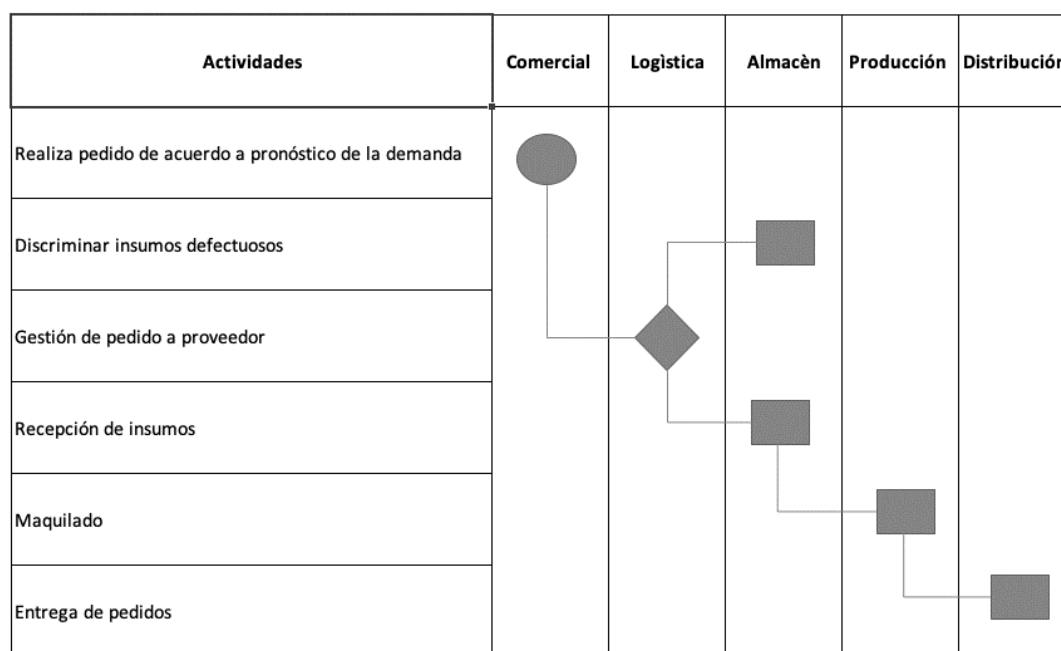 Actividades
Comercial
Logìstica
Almacèn
Producción
Distribución
Realiza pedido de acuerdo a pronóstico de la demanda
Discriminar insumos defectuosos
Gestión de pedido a proveedor
Recepción de insumos
Maquilado
Entrega de pedidos